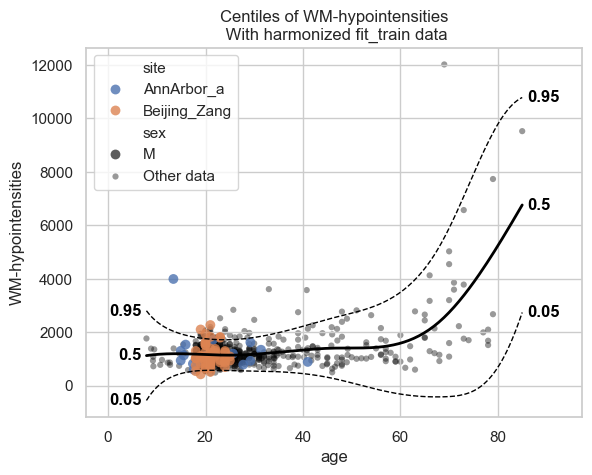 Centiles of WM-hypointensities
With harmonized fit_train data
12000
10000
8000
6000
4000
2000
0
WM-hypointensities
site
AnnArbor_a
Beijing_Zang
sex
M
Other data
0.95
0.5
0.05
0.95
0.5
0.05
0
20
40
60
80
age